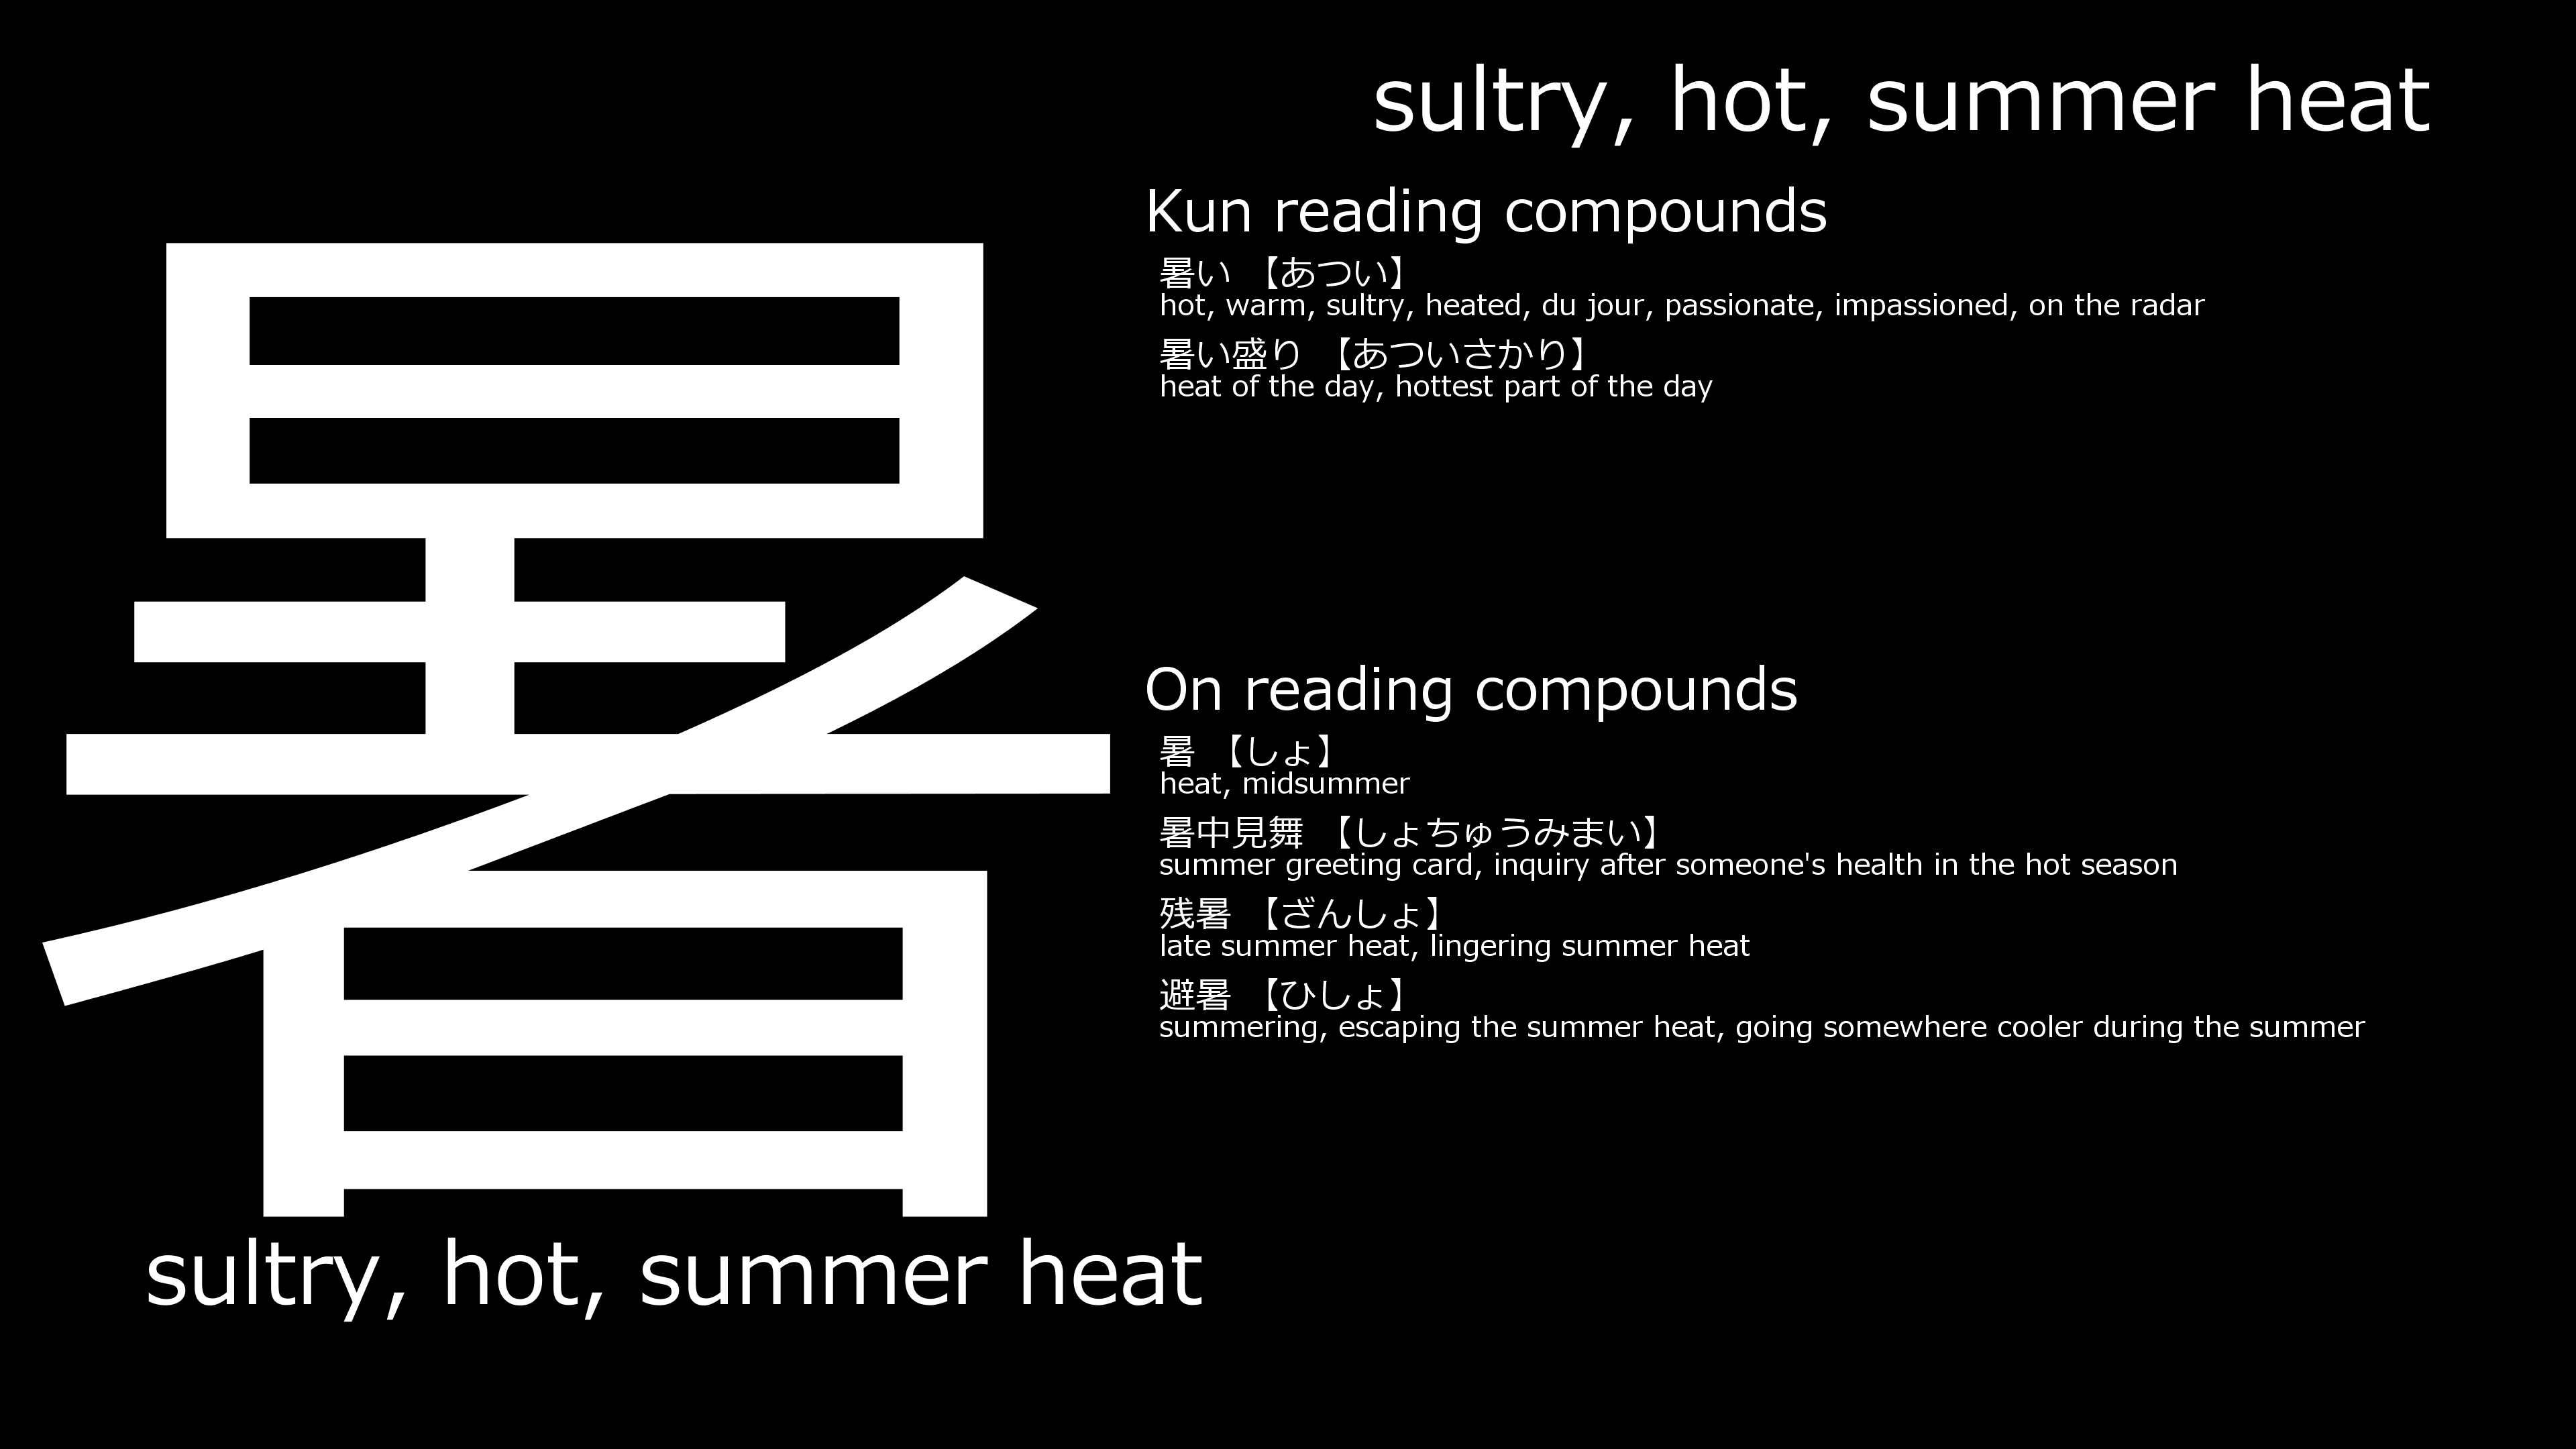 sultry, hot, summer heat
暑
sultry, hot, summer heat
Kun reading compounds
暑い 【あつい】
hot, warm, sultry, heated, du jour, passionate, impassioned, on the radar
暑い盛り 【あついさかり】
heat of the day, hottest part of the day
On reading compounds
暑 【しょ】
heat, midsummer
暑中見舞 【しょちゅうみまい】
summer greeting card, inquiry after someone's health in the hot season
残暑 【ざんしょ】
late summer heat, lingering summer heat
避暑 【ひしょ】
summering, escaping the summer heat, going somewhere cooler during the summer